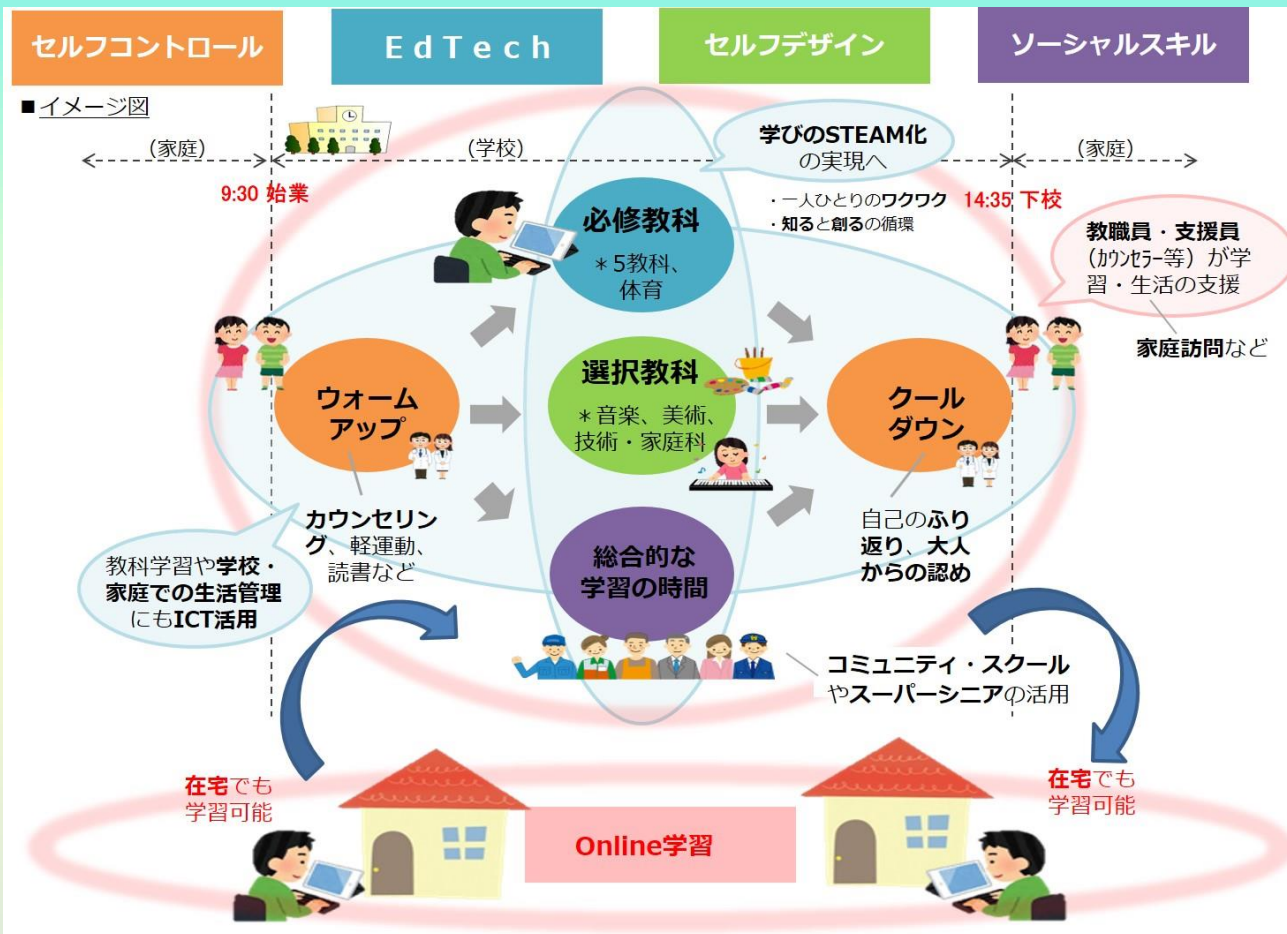 セルフコントロール
EdTech
セルフデザイン
ソーシャルスキル
■イメージ図
(家庭)
(学校)
(家庭)
9:30 始業
14:35 下校
学びのSTEAM化
の実現へ
・一人ひとりのワクワク
・知ると創るの循環
教職員・支援員
(ｶｳﾝｾﾗｰ等)が学
習・生活の支援
家庭訪問など
必修教科
＊5教科、
体育
ウォーム
アップ
選択教科
＊音楽、美術、
技術・家庭科
クール
ダウン
カウンセリン
グ、軽運動、
読書など
総合的な
学習の時間
自己のふり
返り、大人
からの認め
教科学習や学校・
家庭での生活管理
にもICT活用
コミュニティ・スクール
やスーパーシニアの活用
在宅でも
学習可能
在宅でも
学習可能
Online学習